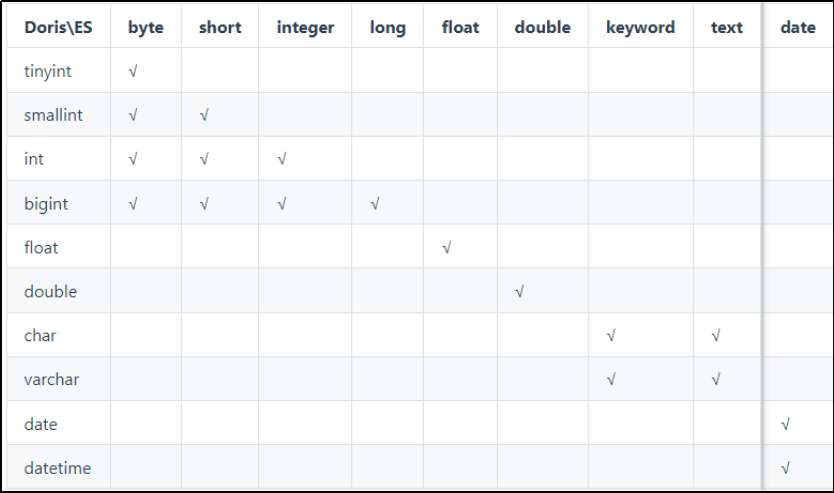 Doris\ES byte short integer long float double keyword text date
tinyint √
smallint √ √
int √ √ √
bigint √ √ √ √
float √
double √
char √ √
varchar √ √
date √
datetime √